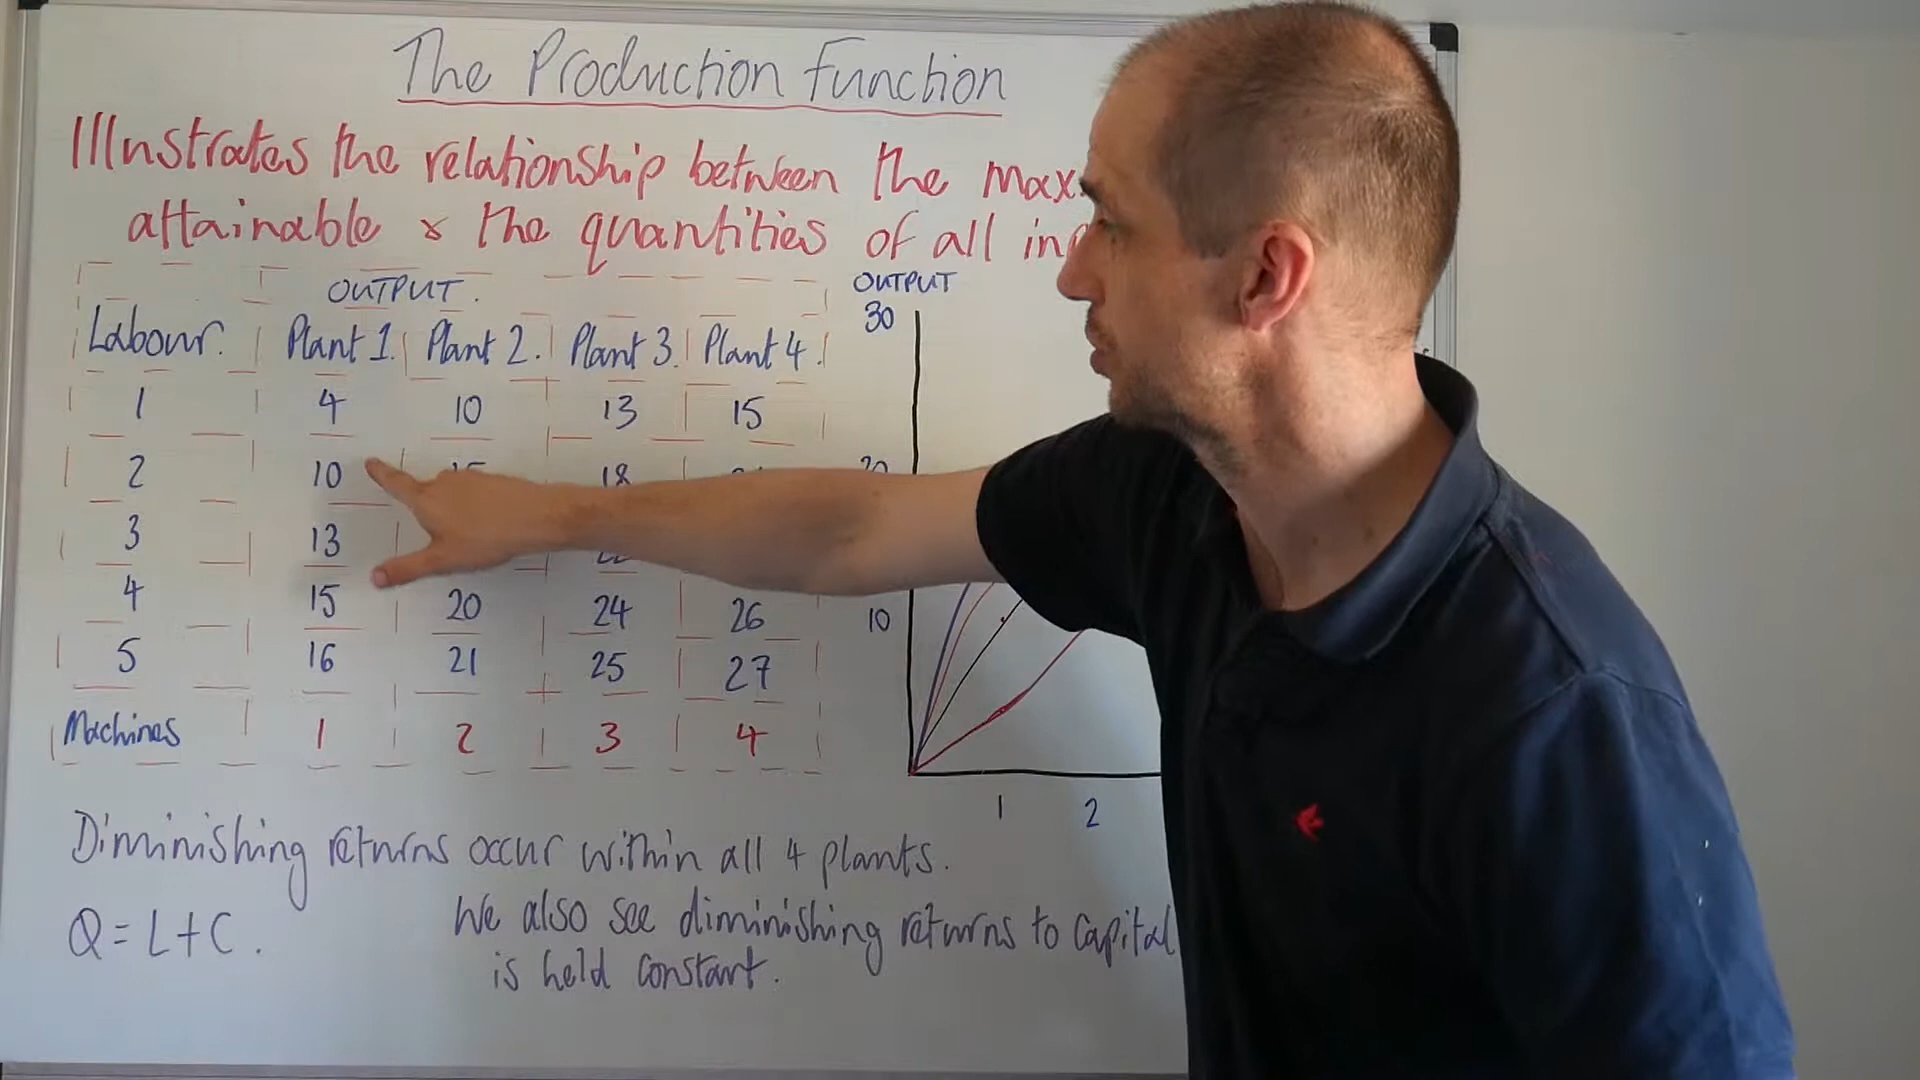 The Production Function
Illustrates the relationship between the max
attainable & the quantities of all
OUTPUT.
Labour. Plant 1. Plant 2. Plant 3. Plant 4.
1 4 10 13 15
2 10 18
3 13
4 15 20 24 26
5 16 21 25 27
Machines 1 2 3 4
OUTPUT
30
10
1 2
Diminishing returns occur within all 4 plants.
Q = L + C.
We also see diminishing returns to capital
is held constant.